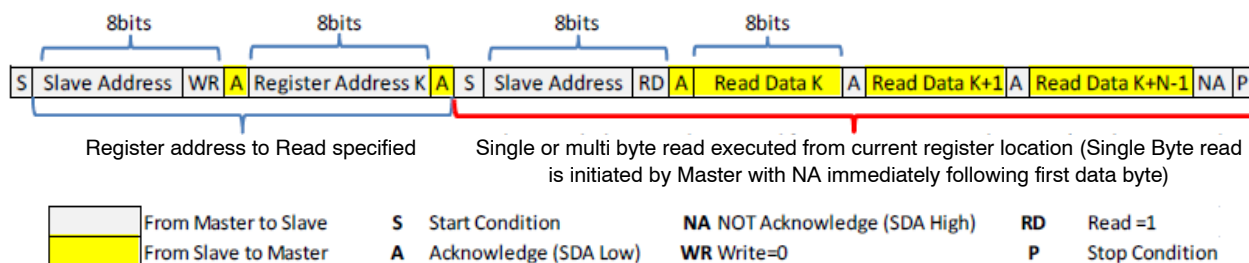 8bits 8bits 8bits 8bits
S Slave Address WR A Register Address K A S Slave Address RD A Read Data K A Read Data K+1 A Read Data K+N-1 NA P
Register address to Read specified
Single or multi byte read executed from current register location (Single Byte read
is initiated by Master with NA immediately following first data byte)
From Master to Slave S Start Condition NA NOT Acknowledge (SDA High) RD Read =1
From Slave to Master A Acknowledge (SDA Low) WR Write=0 P Stop Condition